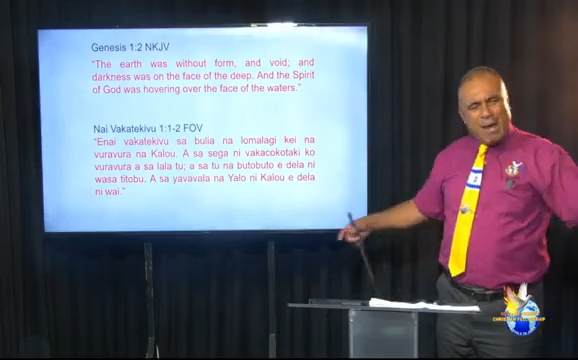 Genesis 1:2 NKJV
“The earth was without form, and void; and
darkness was on the face of the deep. And the Spirit
of God was hovering over the face of the waters.”
Nai Vakatekivu 1:1-2 FOV
“Enai vakatekivu sa bulia na lomalagi kei na
vuravura na Kalou. A sa sega ni vakacokotaki ko
vuravura a sa lala tu; a sa tu na butobuto e dela ni
wasa titobu. A sa yavavala na Yalo ni Kalou e dela
ni wai.”
CHRISTIAN FELLOWSHIP